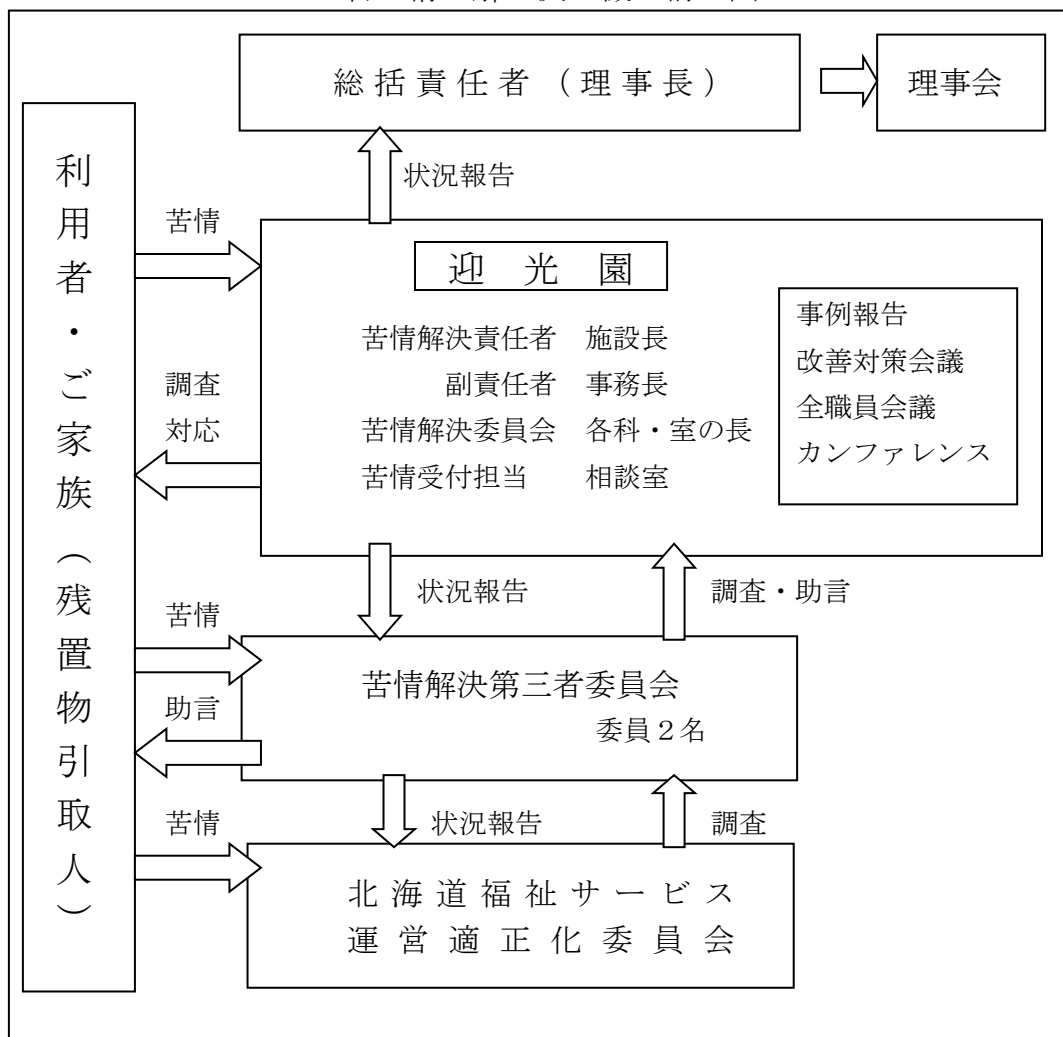 総括責任者（理事長）
理事会
利用者・ご家族（残置物引取人）
状況報告
苦情
迎光園
苦情解決責任者　施設長
副責任者　事務長
苦情解決委員会　各科・室の長
苦情受付担当　相談室
事例報告
改善対策会議
全職員会議
カンファレンス
調査
対応
状況報告
調査・助言
苦情
助言
苦情解決第三者委員会
委員２名
苦情
状況報告
調査
北海道福祉サービス
運営適正化委員会